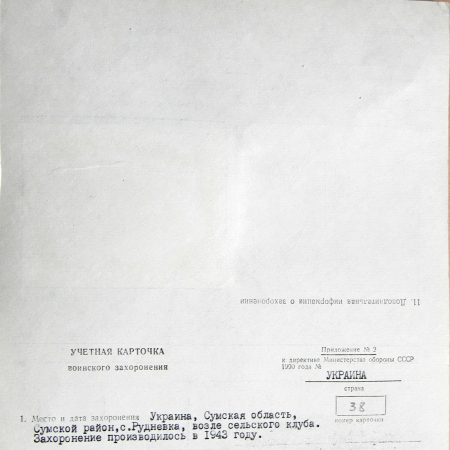 11. Дополнительная информация о захоронении
УЧЕТНАЯ КАРТОЧКА
воинского захоронения
Приложение № 2
к директиве Министерства обороны СССР
1990 года №
УКРАИНА
страна
38
номер карточки
1. Место и дата захоронения Украина, Сумская область,
Сумской район,с.Рудневка, возле сельского клуба.
Захоронение производилось в 1943 году.